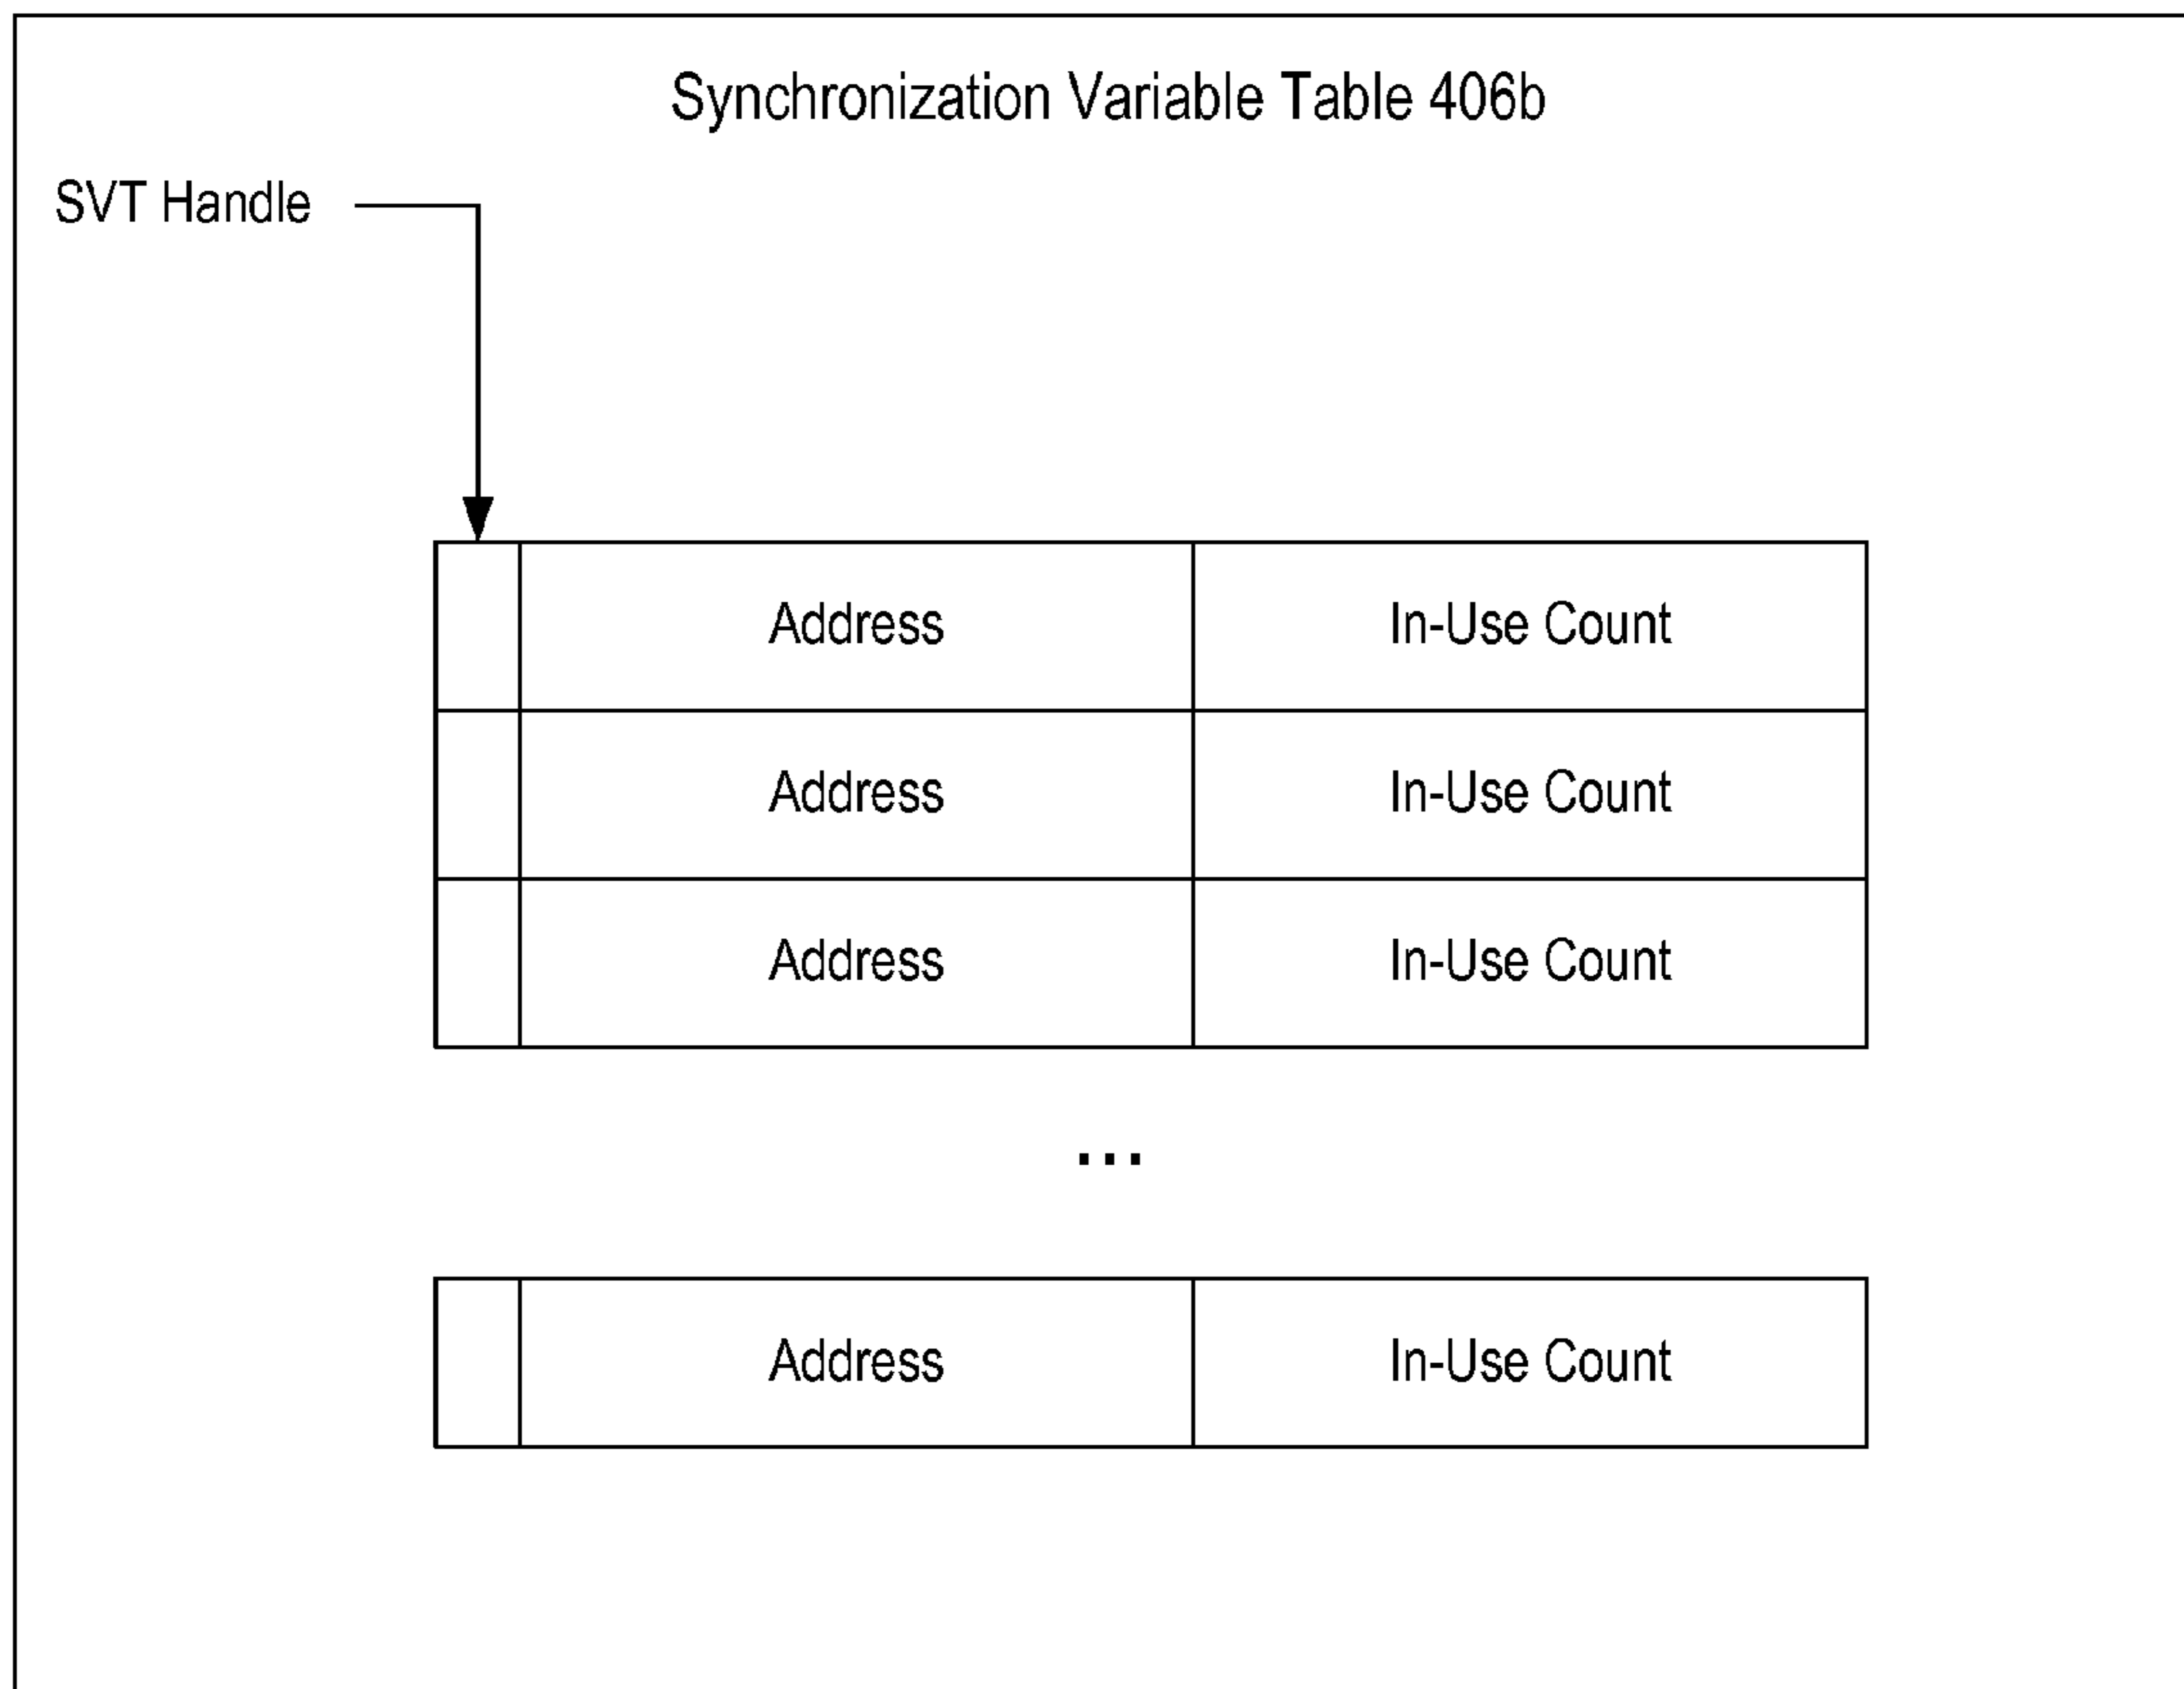 Synchronization Variable Table 406b
SVT Handle
Address In-Use Count
Address In-Use Count
Address In-Use Count
...
Address In-Use Count